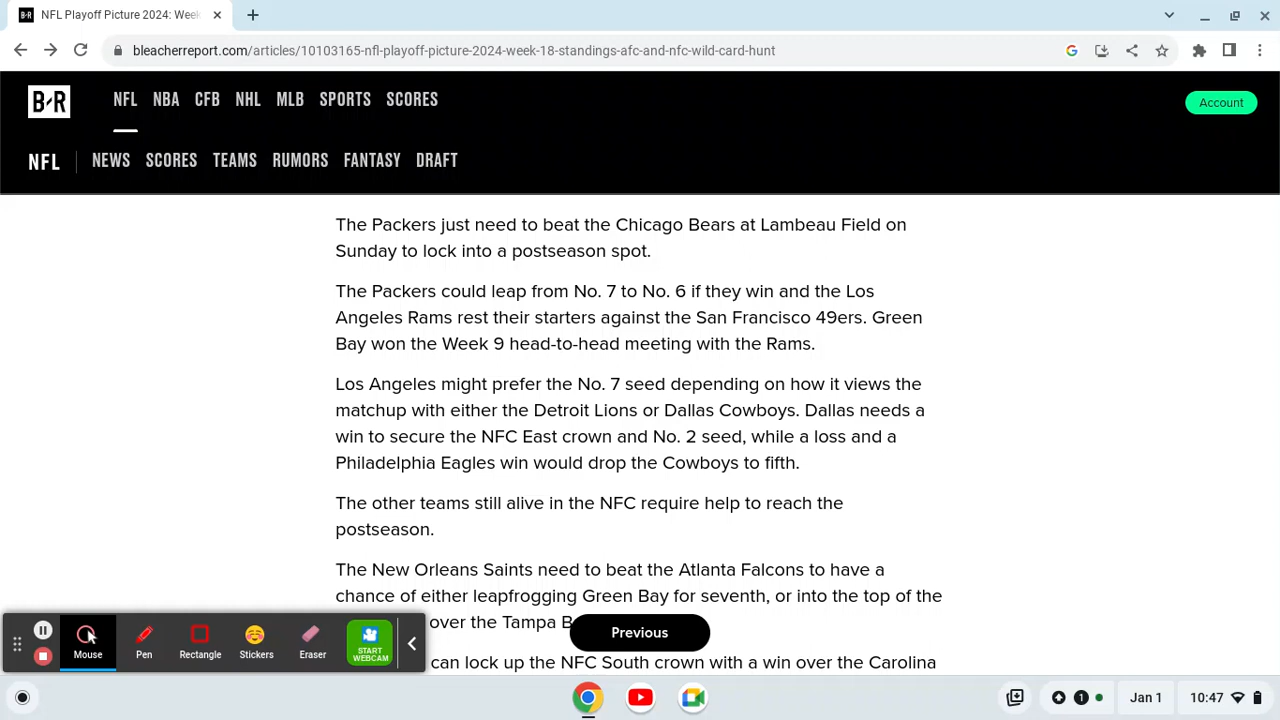 B/R NFL Playoff Picture 2024: Week
bleacherreport.com/articles/10103165-nfl-playoff-picture-2024-week-18-standings-afc-and-nfc-wild-card-hunt
B/R NFL NBA CFB NHL MLB SPORTS SCORES
Account
NFL NEWS SCORES TEAMS RUMORS FANTASY DRAFT
The Packers just need to beat the Chicago Bears at Lambeau Field on
Sunday to lock into a postseason spot.
The Packers could leap from No. 7 to No. 6 if they win and the Los
Angeles Rams rest their starters against the San Francisco 49ers. Green
Bay won the Week 9 head-to-head meeting with the Rams.
Los Angeles might prefer the No. 7 seed depending on how it views the
matchup with either the Detroit Lions or Dallas Cowboys. Dallas needs a
win to secure the NFC East crown and No. 2 seed, while a loss and a
Philadelphia Eagles win would drop the Cowboys to fifth.
The other teams still alive in the NFC require help to reach the
postseason.
The New Orleans Saints need to beat the Atlanta Falcons to have a
chance of either leapfrogging Green Bay for seventh, or into the top of the
over the Tampa B
Previous
can lock up the NFC South crown with a win over the Carolina
Mouse Pen Rectangle Stickers Eraser START WEBCAM
1 Jan 1 10:47